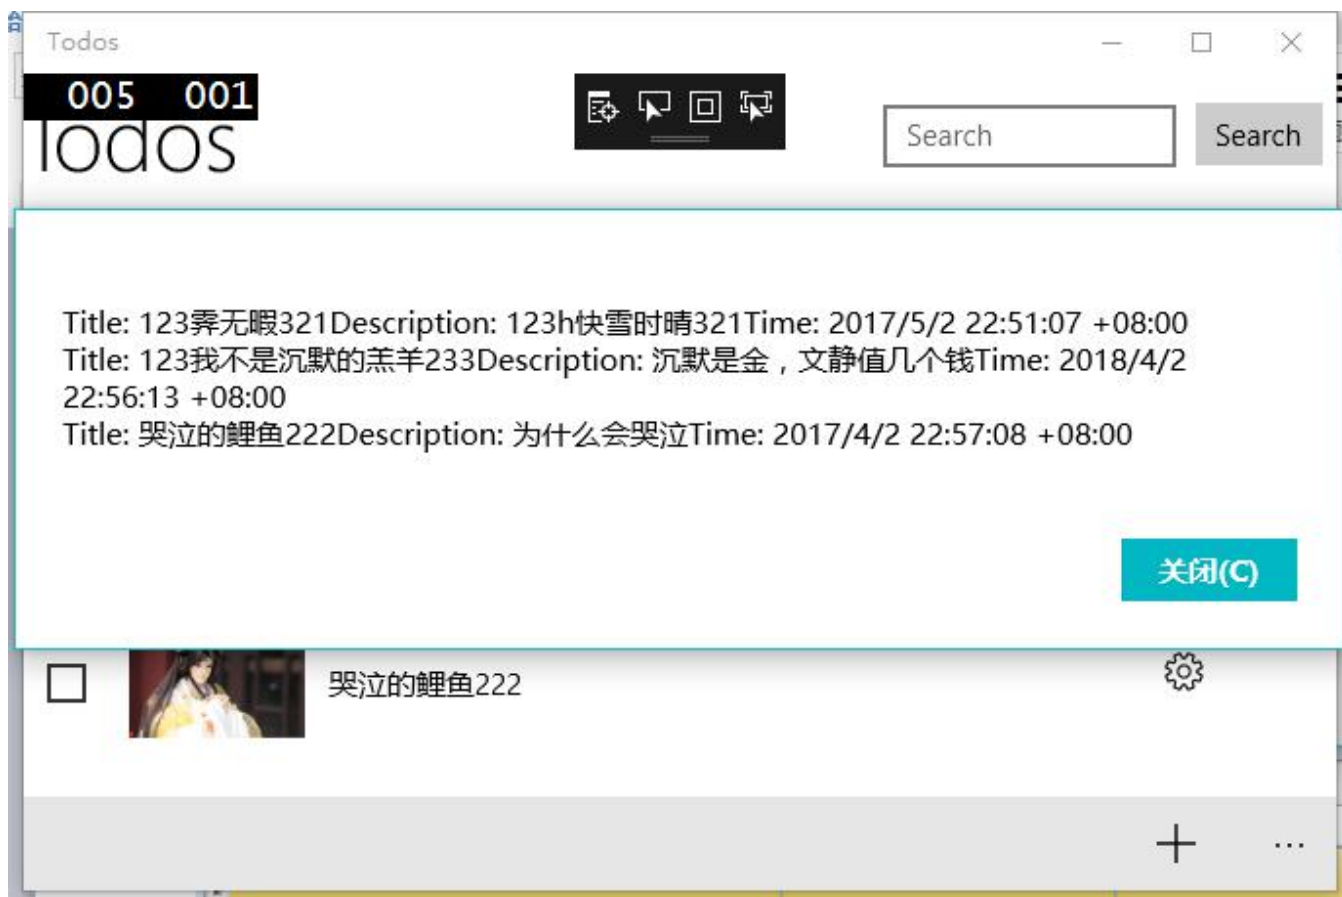 Todos
005 001
Todos
Search
Search
Title: 123霁无暇321Description: 123h快雪时晴321Time: 2017/5/2 22:51:07 +08:00
Title: 123我不是沉默的羔羊233Description: 沉默是金，文静值几个钱Time: 2018/4/2
22:56:13 +08:00
Title: 哭泣的鲤鱼222Description: 为什么会哭泣Time: 2017/4/2 22:57:08 +08:00
关闭(C)
哭泣的鲤鱼222